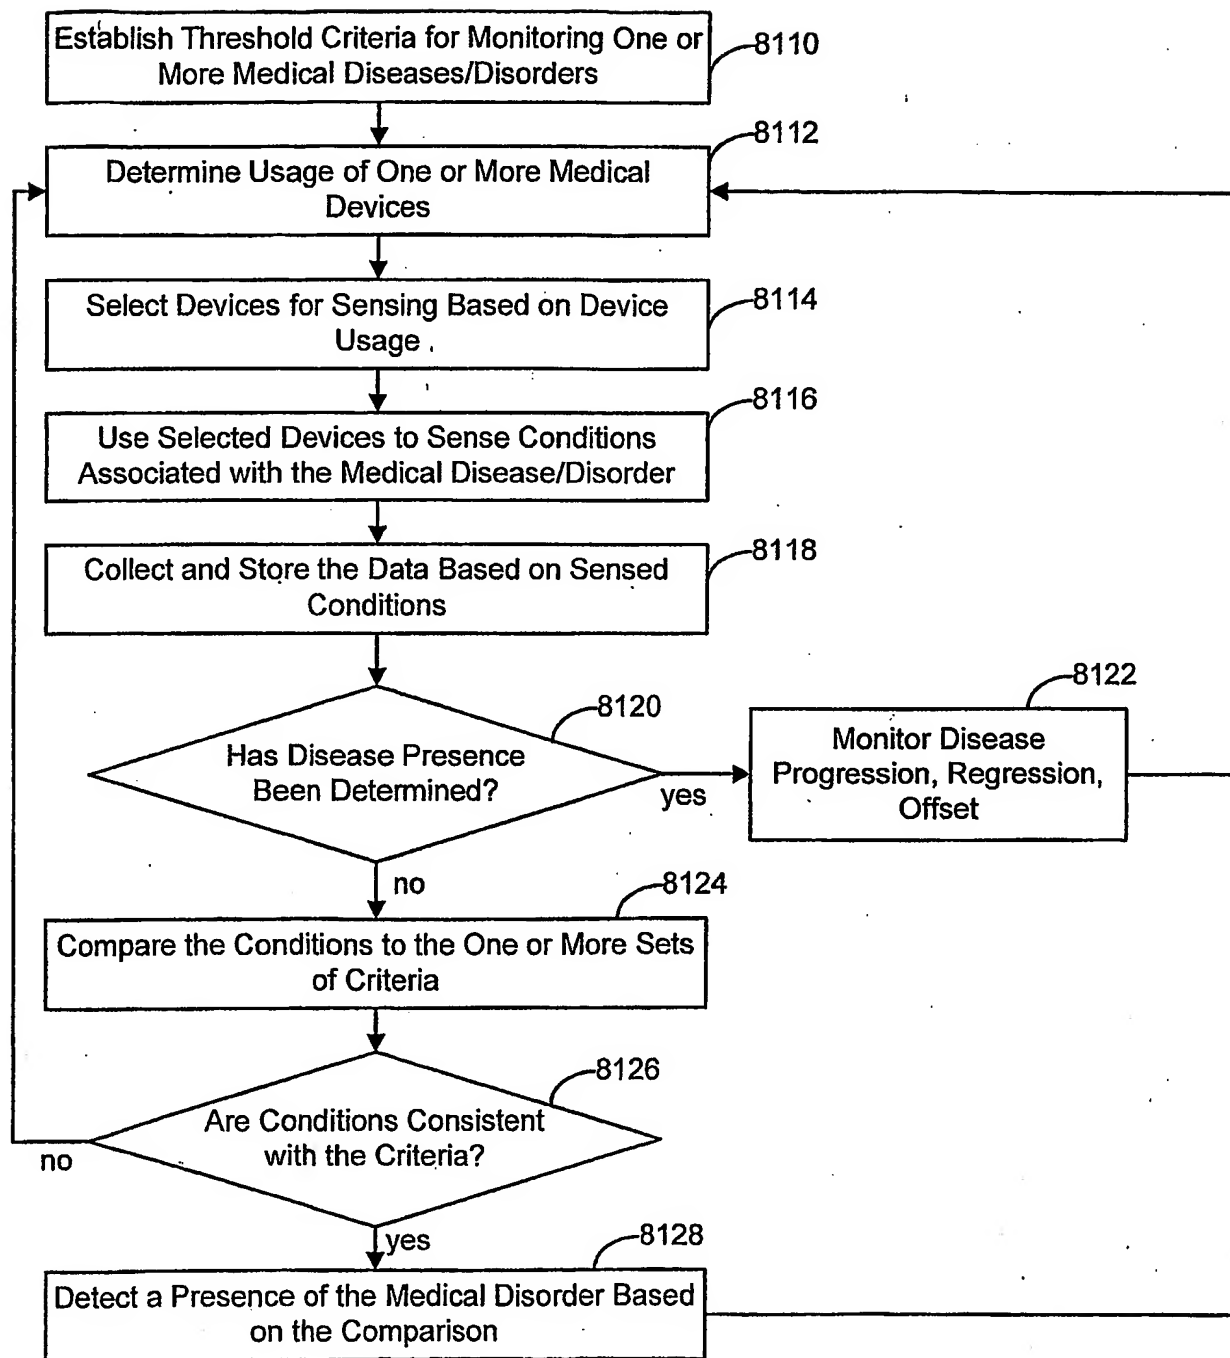 Establish Threshold Criteria for Monitoring One or
More Medical Diseases/Disorders
8110
8112
Determine Usage of One or More Medical
Devices
8114
Select Devices for Sensing Based on Device
Usage
8116
Use Selected Devices to Sense Conditions
Associated with the Medical Disease/Disorder
8118
Collect and Store the Data Based on Sensed
Conditions
8120
Has Disease Presence
Been Determined?
yes
8122
Monitor Disease
Progression, Regression,
Offset
no
8124
Compare the Conditions to the One or More Sets
of Criteria
8126
Are Conditions Consistent
with the Criteria?
no
yes
8128
Detect a Presence of the Medical Disorder Based
on the Comparison